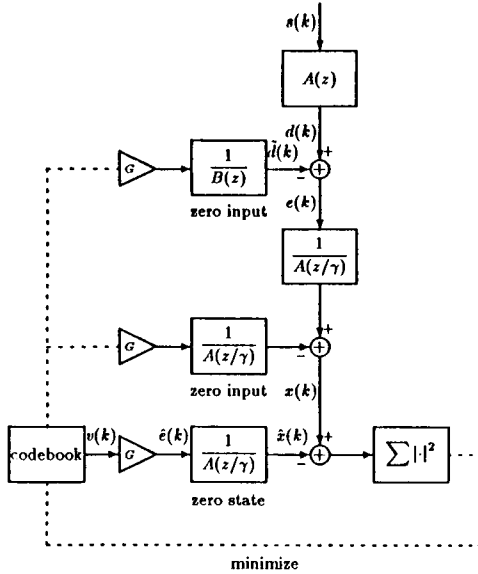 s(k)
A(z)
d(k)
d̃(k)
+
G
1
B(z)
−
+
zero input
e(k)
1
A(z/γ)
+
G
1
A(z/γ)
−
+
zero input
x(k)
v(k)
ê(k)
x̂(k)
+
codebook
G
1
A(z/γ)
−
+
∑|·|²
zero state
minimize